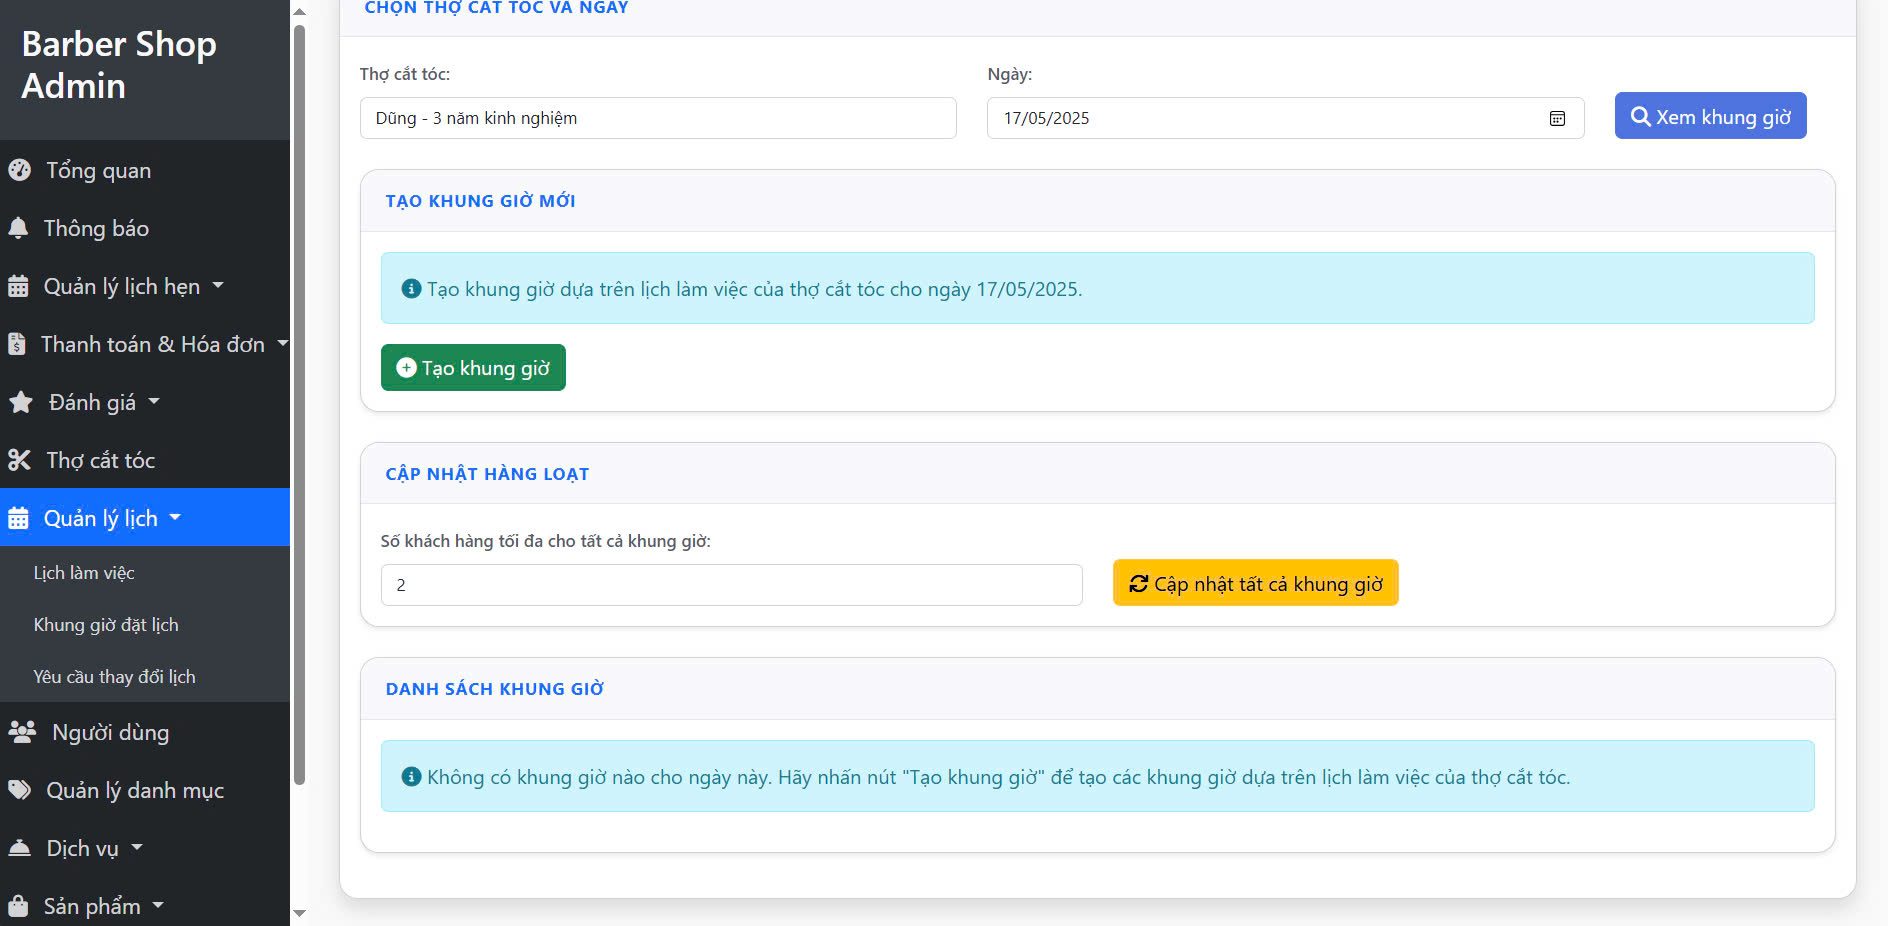 Barber Shop
Admin
Tổng quan
Thông báo
Quản lý lịch hẹn
Thanh toán & Hóa đơn
Đánh giá
Thợ cắt tóc
Quản lý lịch
Lịch làm việc
Khung giờ đặt lịch
Yêu cầu thay đổi lịch
Người dùng
Quản lý danh mục
Dịch vụ
Sản phẩm
CHỌN THỢ CẮT TÓC VÀ NGÀY
Thợ cắt tóc:
Dũng - 3 năm kinh nghiệm
Ngày:
17/05/2025
Xem khung giờ
TẠO KHUNG GIỜ MỚI
Tạo khung giờ dựa trên lịch làm việc của thợ cắt tóc cho ngày 17/05/2025.
Tạo khung giờ
CẬP NHẬT HÀNG LOẠT
Số khách hàng tối đa cho tất cả khung giờ:
2
Cập nhật tất cả khung giờ
DANH SÁCH KHUNG GIỜ
Không có khung giờ nào cho ngày này. Hãy nhấn nút "Tạo khung giờ" để tạo các khung giờ dựa trên lịch làm việc của thợ cắt tóc.